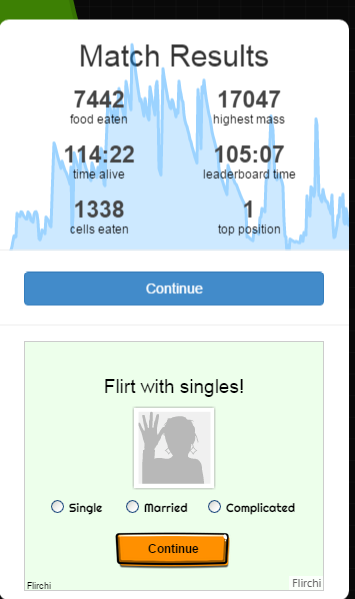 Match Results
7442 17047
food eaten highest mass
114:22 105:07
time alive leaderboard time
1338 1
cells eaten top position
Continue
Flirt with singles!
Single Married Complicated
Continue
Flirchi Flirchi